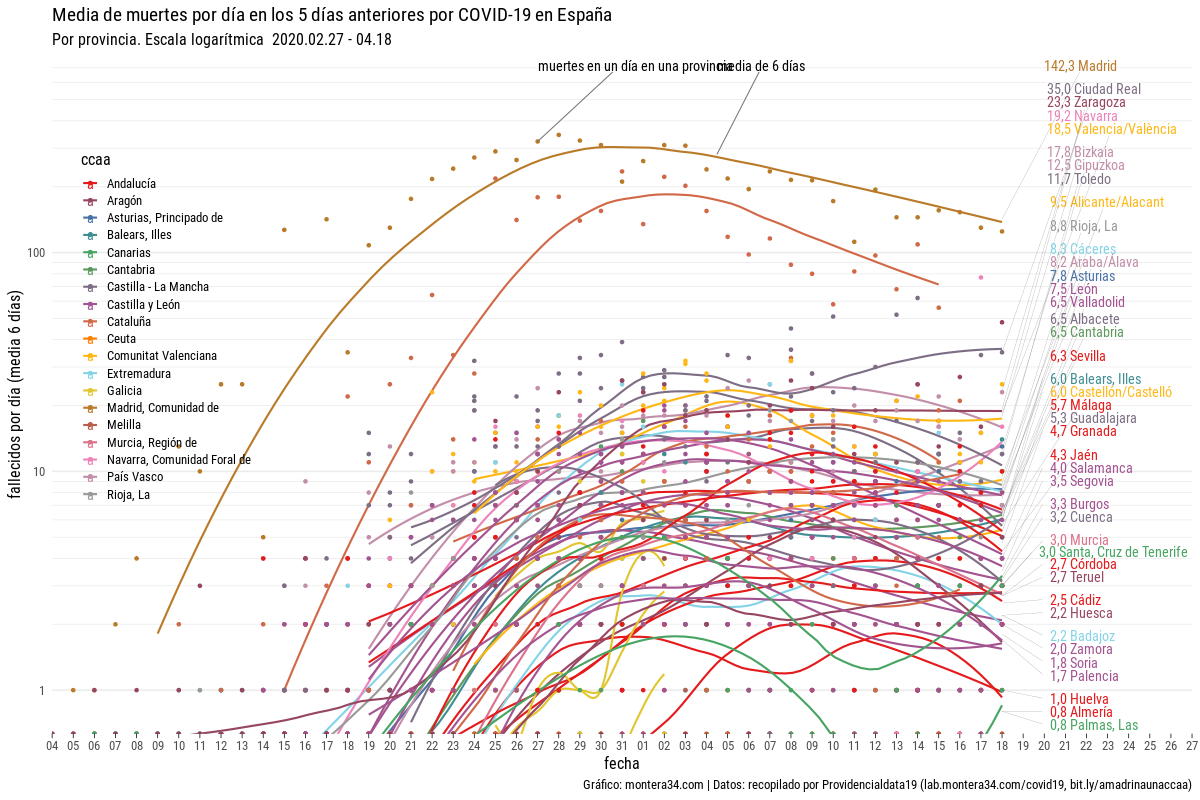 Media de muertes por día en los 5 días anteriores por COVID-19 en España
Por provincia. Escala logarítmica 2020.02.27 - 04.18
muertes en un día en una provincia
media de 6 días
142,3 Madrid
35,0 Ciudad Real
23,3 Zaragoza
19,2 Navarra
18,5 Valencia/València
17,8 Bizkaia
12,5 Gipuzkoa
11,7 Toledo
9,5 Alicante/Alacant
8,8 Rioja, La
8,3 Cáceres
8,2 Araba/Álava
7,8 Asturias
7,5 León
6,5 Valladolid
6,5 Albacete
6,5 Cantabria
6,3 Sevilla
6,0 Balears, Illes
6,0 Castellón/Castelló
5,7 Málaga
5,3 Guadalajara
4,7 Granada
4,3 Jaén
4,0 Salamanca
3,5 Segovia
3,3 Burgos
3,2 Cuenca
3,0 Murcia
3,0 Santa, Cruz de Tenerife
2,7 Córdoba
2,7 Teruel
2,5 Cádiz
2,2 Huesca
2,2 Badajoz
2,0 Zamora
1,8 Soria
1,7 Palencia
1,0 Huelva
0,8 Almería
0,8 Palmas, Las
ccaa
Andalucía
Aragón
Asturias, Principado de
Balears, Illes
Canarias
Cantabria
Castilla - La Mancha
Castilla y León
Cataluña
Ceuta
Comunitat Valenciana
Extremadura
Galicia
Madrid, Comunidad de
Melilla
Murcia, Región de
Navarra, Comunidad Foral de
País Vasco
Rioja, La
fallecidos por día (media 6 días)
100
10
1
04 05 06 07 08 09 10 11 12 13 14 15 16 17 18 19 20 21 22 23 24 25 26 27 28 29 30 31 01 02 03 04 05 06 07 08 09 10 11 12 13 14 15 16 17 18 19 20 21 22 23 24 25 26 27
fecha
Gráfico: montera34.com | Datos: recopilado por Providencialdata19 (lab.montera34.com/covid19, bit.ly/amadrinaunaccaa)